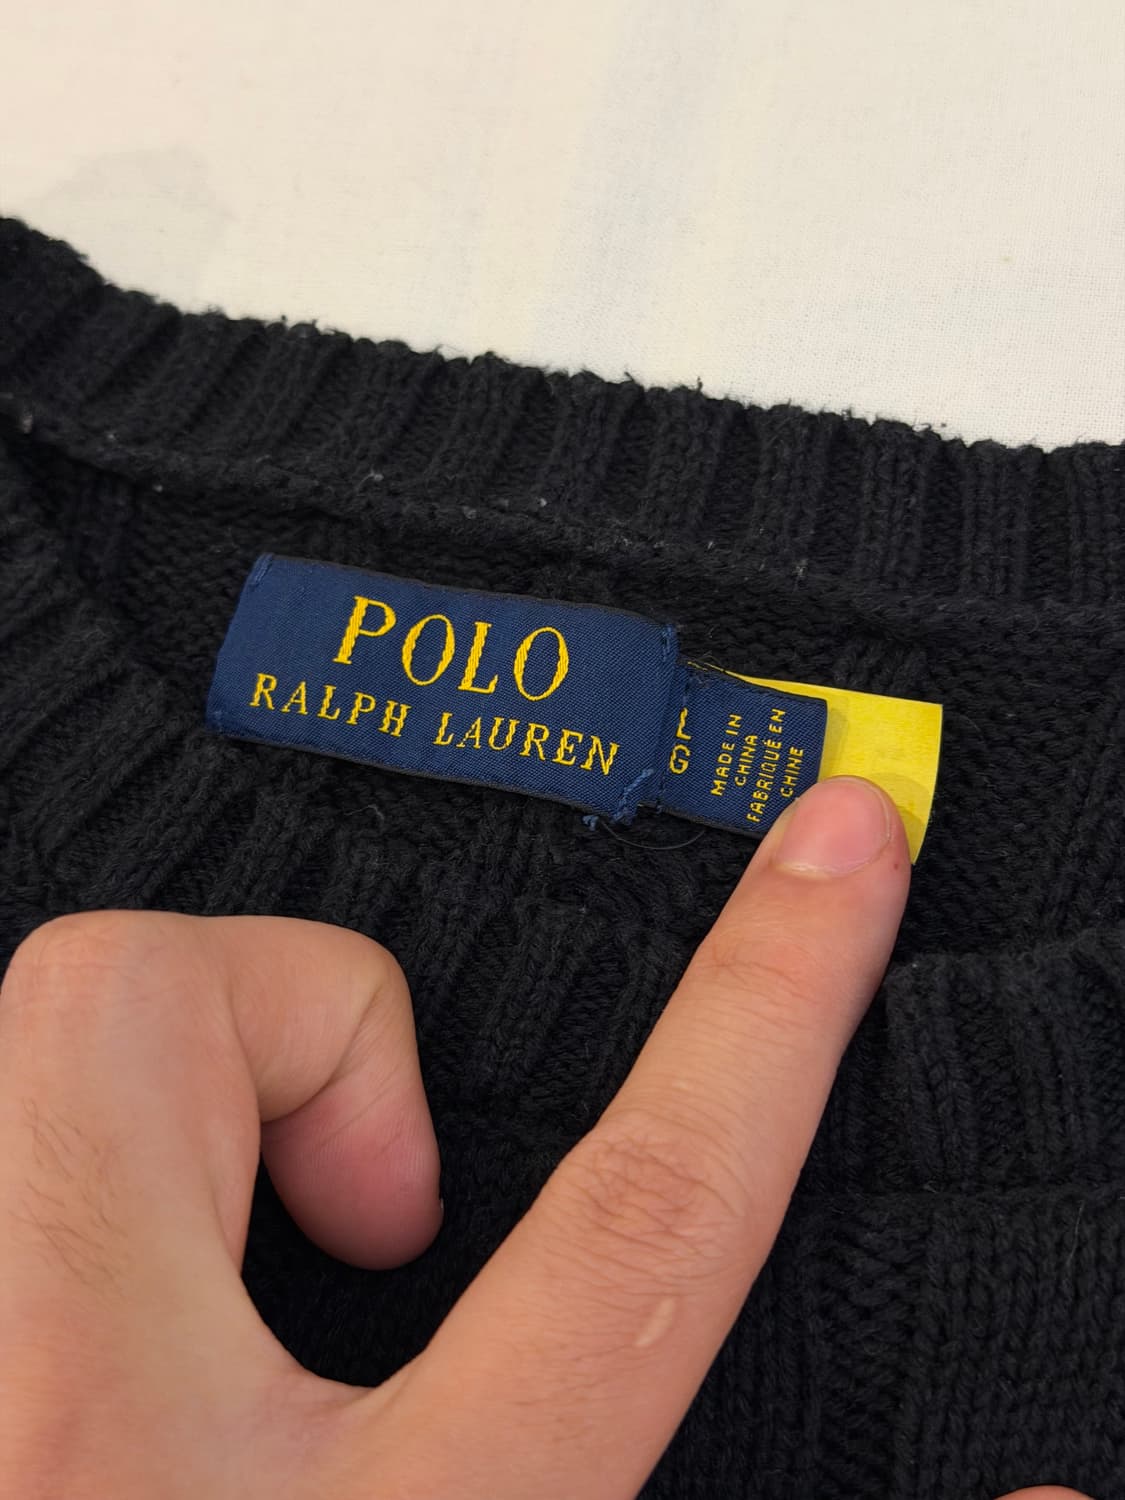 POLO
RALPH LAUREN
MADE IN
CHINA
FABRIQUÉ EN
CHINE